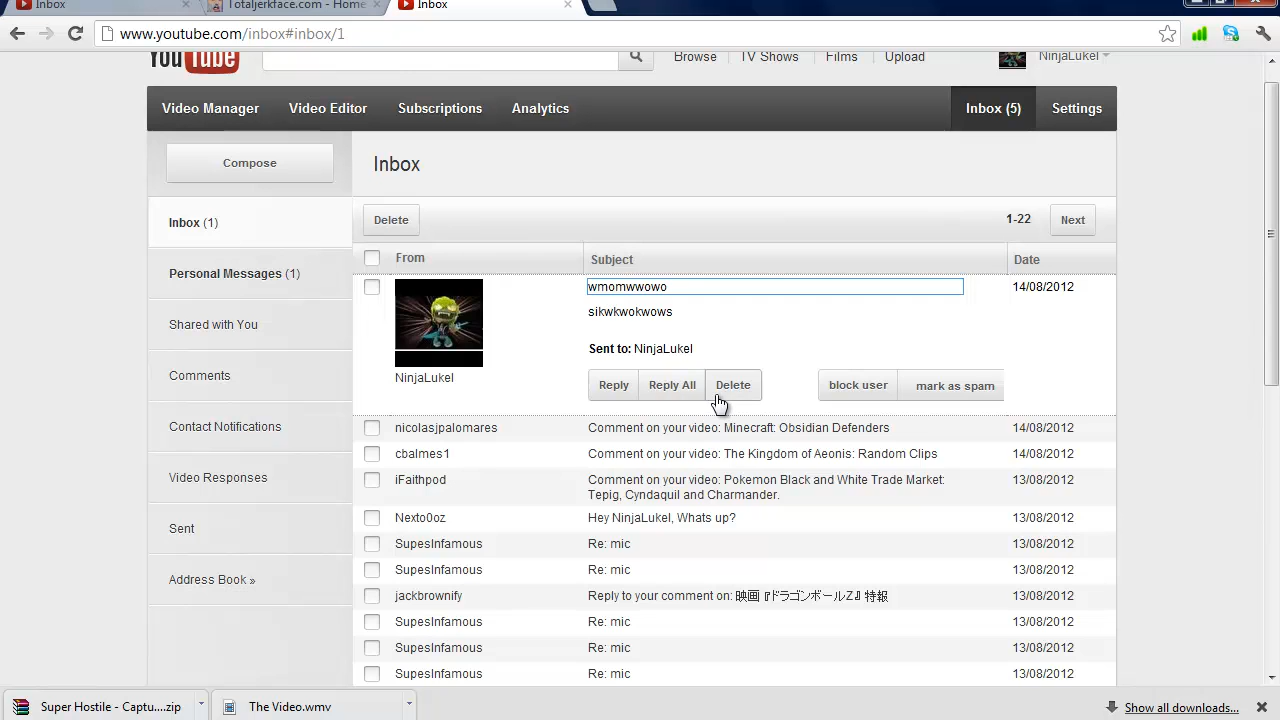 Inbox
Totaljerkface.com - Home
Inbox
www.youtube.com/inbox#inbox/1
YouTube
Browse
TV Shows
Films
Upload
NinjaLukel
Video Manager
Video Editor
Subscriptions
Analytics
Inbox (5)
Settings
Compose
Inbox
Inbox (1)
Delete
1-22
Next
Personal Messages (1)
From
Subject
Date
wmomwwowo
14/08/2012
sikwkwokwows
Shared with You
Sent to: NinjaLukel
Comments
NinjaLukel
Reply
Reply All
Delete
block user
mark as spam
Contact Notifications
nicolasjpalomares
Comment on your video: Minecraft: Obsidian Defenders
14/08/2012
cbalmes1
Comment on your video: The Kingdom of Aeonis: Random Clips
14/08/2012
Video Responses
iFaithpod
Comment on your video: Pokemon Black and White Trade Market:
Tepig, Cyndaquil and Charmander.
13/08/2012
Sent
Nexto0oz
Hey NinjaLukel, Whats up?
13/08/2012
SupesInfamous
Re: mic
13/08/2012
Address Book »
SupesInfamous
Re: mic
13/08/2012
jackbrownify
Reply to your comment on: 映画『ドラゴンボールZ』特報
13/08/2012
SupesInfamous
Re: mic
13/08/2012
SupesInfamous
Re: mic
13/08/2012
SupesInfamous
Re: mic
13/08/2012
Super Hostile - Captu....zip
The Video.wmv
Show all downloads...